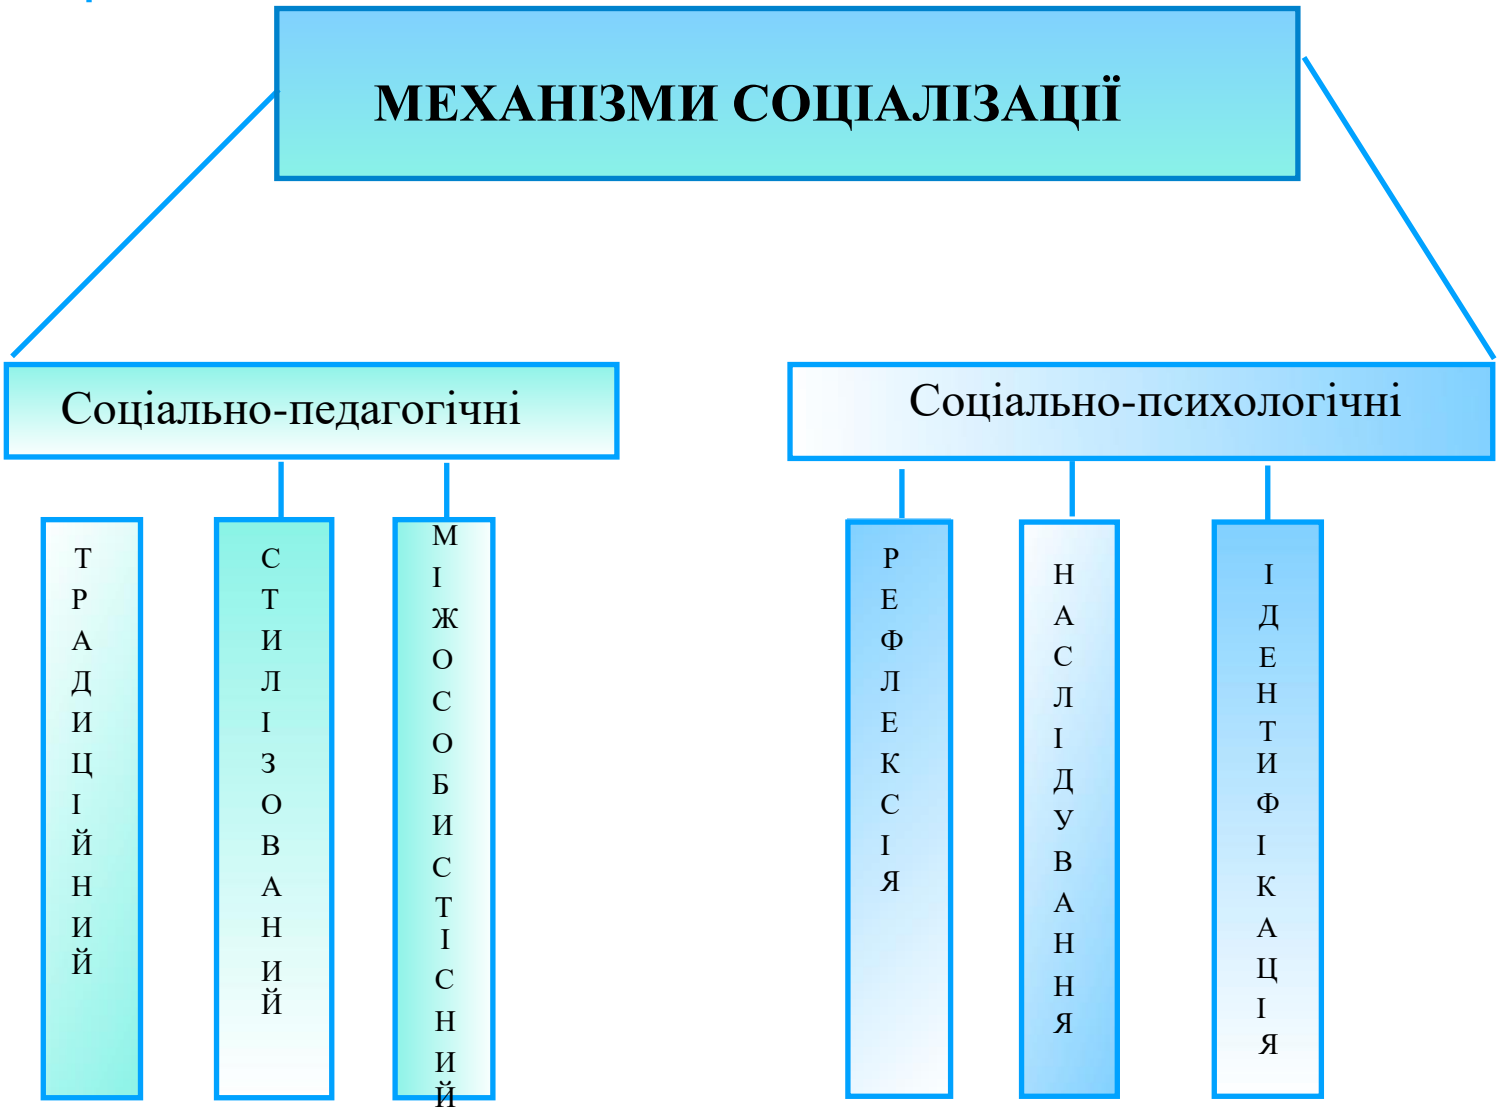 МЕХАНІЗМИ СОЦІАЛІЗАЦІЇ
Соціально-педагогічні
Соціально-психологічні
ТРАДИЦІЙНИЙ
СТИЛІЗОВАНИЙ
МІЖОСОБИСТІСНИЙ
РЕФЛЕКСІЯ
НАСЛІДУВАННЯ
ІДЕНТИФІКАЦІЯ